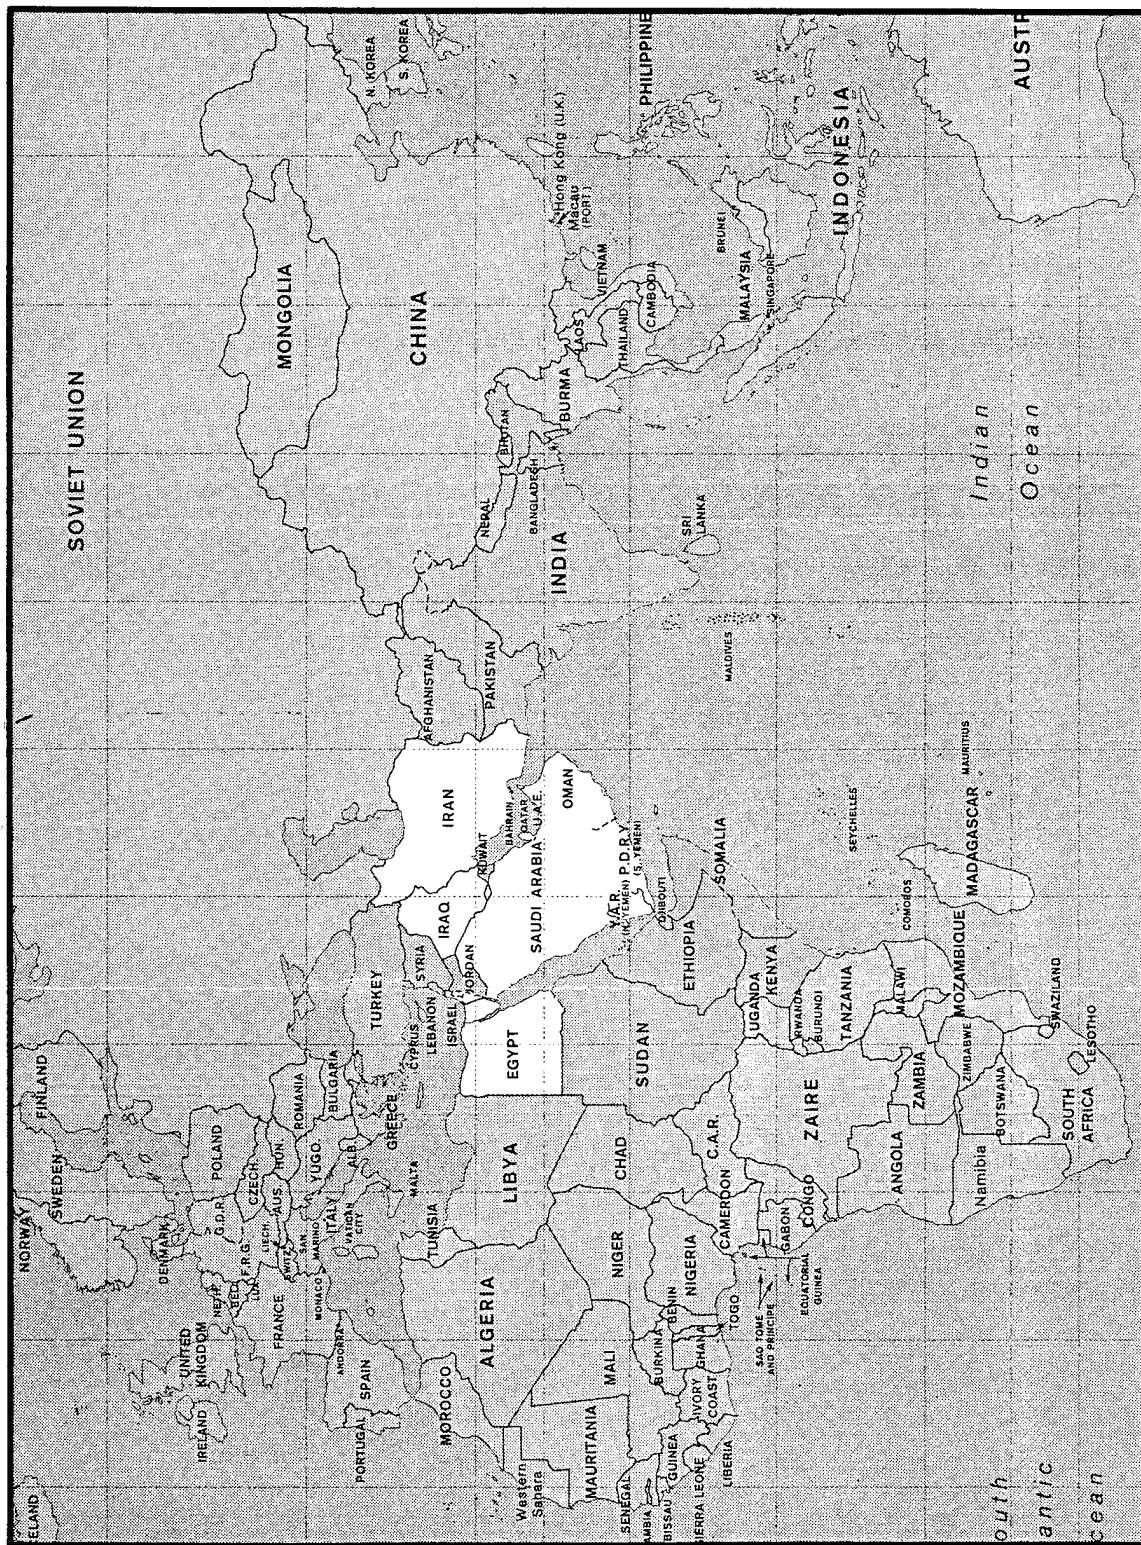 ELAND
NORWAY
SWEDEN
FINLAND
SOVIET UNION
DENMARK
IRELAND
UNITED
KINGDOM
NETH.
BEL.
LUX.
G.D.R.
F.R.G.
POLAND
CZECH.
LIECH.
AUS.
HUN.
SWITZ.
FRANCE
ROMANIA
MONGOLIA
MONACO
SAN
MARINO
YUGO.
ITALY
VATICAN
CITY
BULGARIA
ALB.
ANDORRA
PORTUGAL
SPAIN
GREECE
TURKEY
N. KOREA
S. KOREA
CHINA
MALTA
CYPRUS
LEBANON
SYRIA
ISRAEL
JORDAN
IRAQ
IRAN
AFGHANISTAN
MOROCCO
TUNISIA
ALGERIA
LIBYA
EGYPT
KUWAIT
BAHRAIN
QATAR
U.A.E.
SAUDI ARABIA
OMAN
PAKISTAN
NEPAL
BHUTAN
BANGLADESH
INDIA
BURMA
LAOS
VIETNAM
THAILAND
CAMBODIA
Hong Kong (U.K.)
Macau
(PORT.)
PHILIPPINE
Western
Sahara
MAURITANIA
MALI
NIGER
CHAD
SUDAN
Y.A.R.
(N. YEMEN)
P.D.R.Y.
(S. YEMEN)
DJIBOUTI
ETHIOPIA
SOMALIA
SRI
LANKA
MALDIVES
BRUNEI
MALAYSIA
SINGAPORE
INDONESIA
SENEGAL
AMBIA
BISSAU
GUINEA
IERRA LEONE
LIBERIA
IVORY
COAST
BURKINA
GHANA
TOGO
BENIN
NIGERIA
CAMEROON
C.A.R.
SAO TOME
AND PRINCIPE
EQUATORIAL
GUINEA
GABON
CONGO
ZAIRE
UGANDA
KENYA
RWANDA
BURUNDI
TANZANIA
SEYCHELLES
ANGOLA
ZAMBIA
MALAWI
COMOROS
MOZAMBIQUE
MADAGASCAR
MAURITIUS
ZIMBABWE
Namibia
BOTSWANA
SWAZILAND
LESOTHO
SOUTH
AFRICA
Indian
Ocean
AUSTR
outh
antic
cean